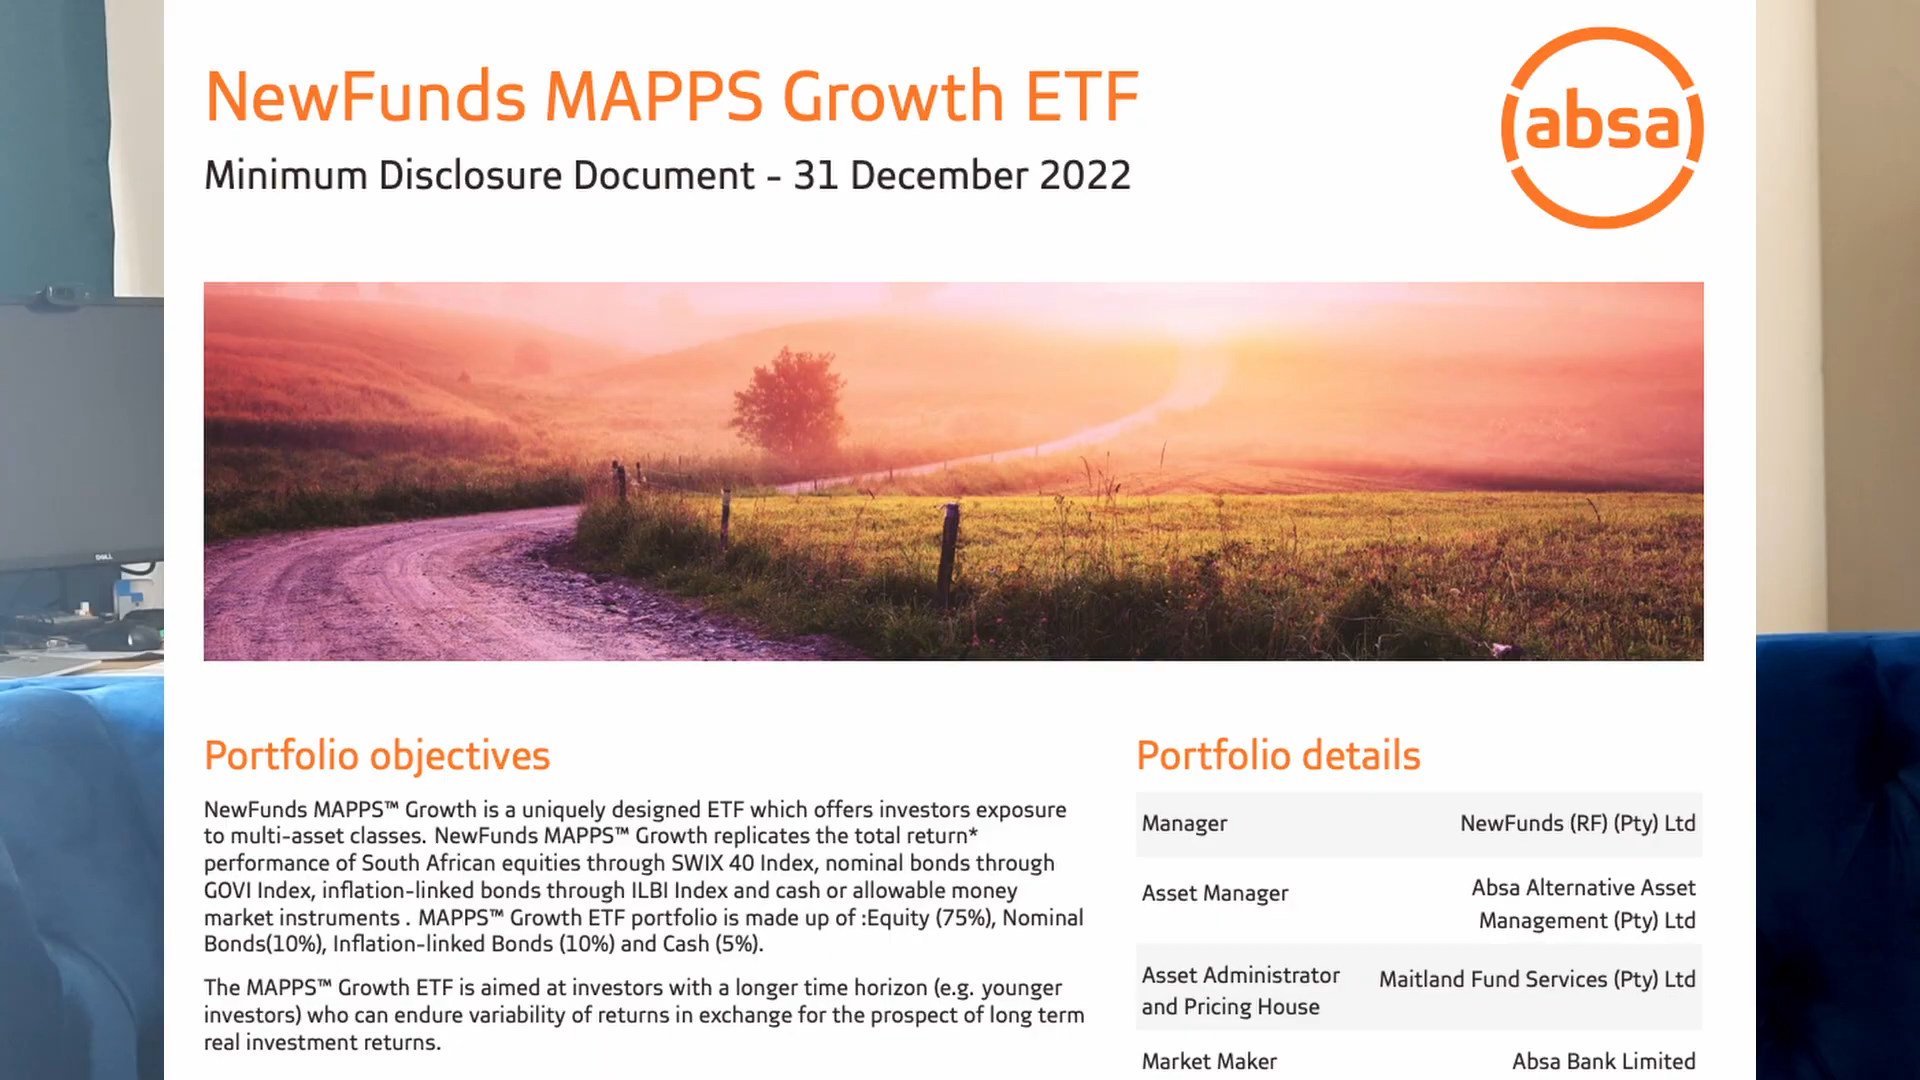 NewFunds MAPPS Growth ETF
Minimum Disclosure Document - 31 December 2022
absa
DELL
Portfolio objectives
NewFunds MAPPS™ Growth is a uniquely designed ETF which offers investors exposure
to multi-asset classes. NewFunds MAPPS™ Growth replicates the total return*
performance of South African equities through SWIX 40 Index, nominal bonds through
GOVI Index, inflation-linked bonds through ILBI Index and cash or allowable money
market instruments . MAPPS™ Growth ETF portfolio is made up of :Equity (75%), Nominal
Bonds(10%), Inflation-linked Bonds (10%) and Cash (5%).
The MAPPS™ Growth ETF is aimed at investors with a longer time horizon (e.g. younger
investors) who can endure variability of returns in exchange for the prospect of long term
real investment returns.
Portfolio details
Manager NewFunds (RF) (Pty) Ltd
Asset Manager Absa Alternative Asset
Management (Pty) Ltd
Asset Administrator Maitland Fund Services (Pty) Ltd
and Pricing House
Market Maker Absa Bank Limited